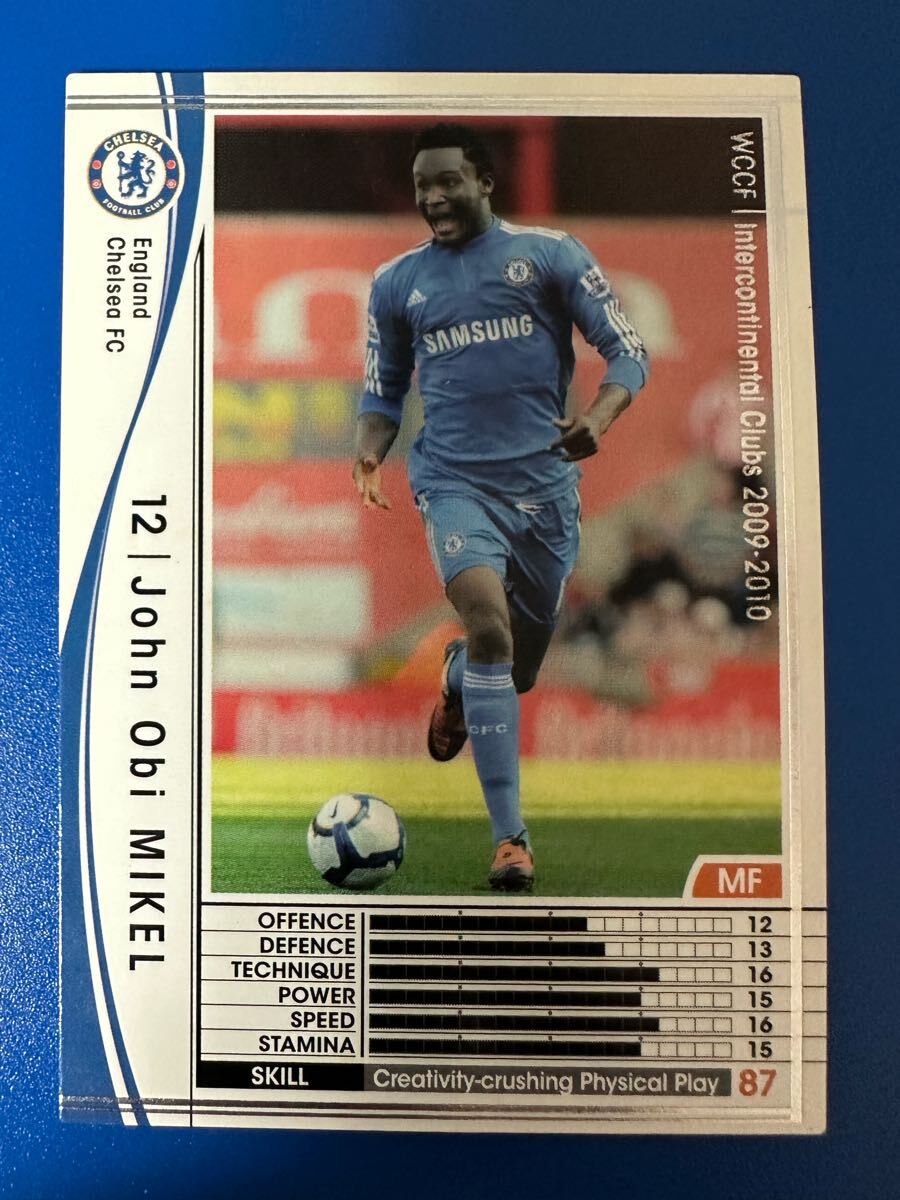 CHELSEA
FOOTBALL CLUB
England
Chelsea FC
12 | John Obi MIKEL
WCCF | Intercontinental Clubs 2009-2010
adidas
SAMSUNG
CFC
MF
OFFENCE 12
DEFENCE 13
TECHNIQUE 16
POWER 15
SPEED 16
STAMINA 15
SKILL Creativity-crushing Physical Play 87